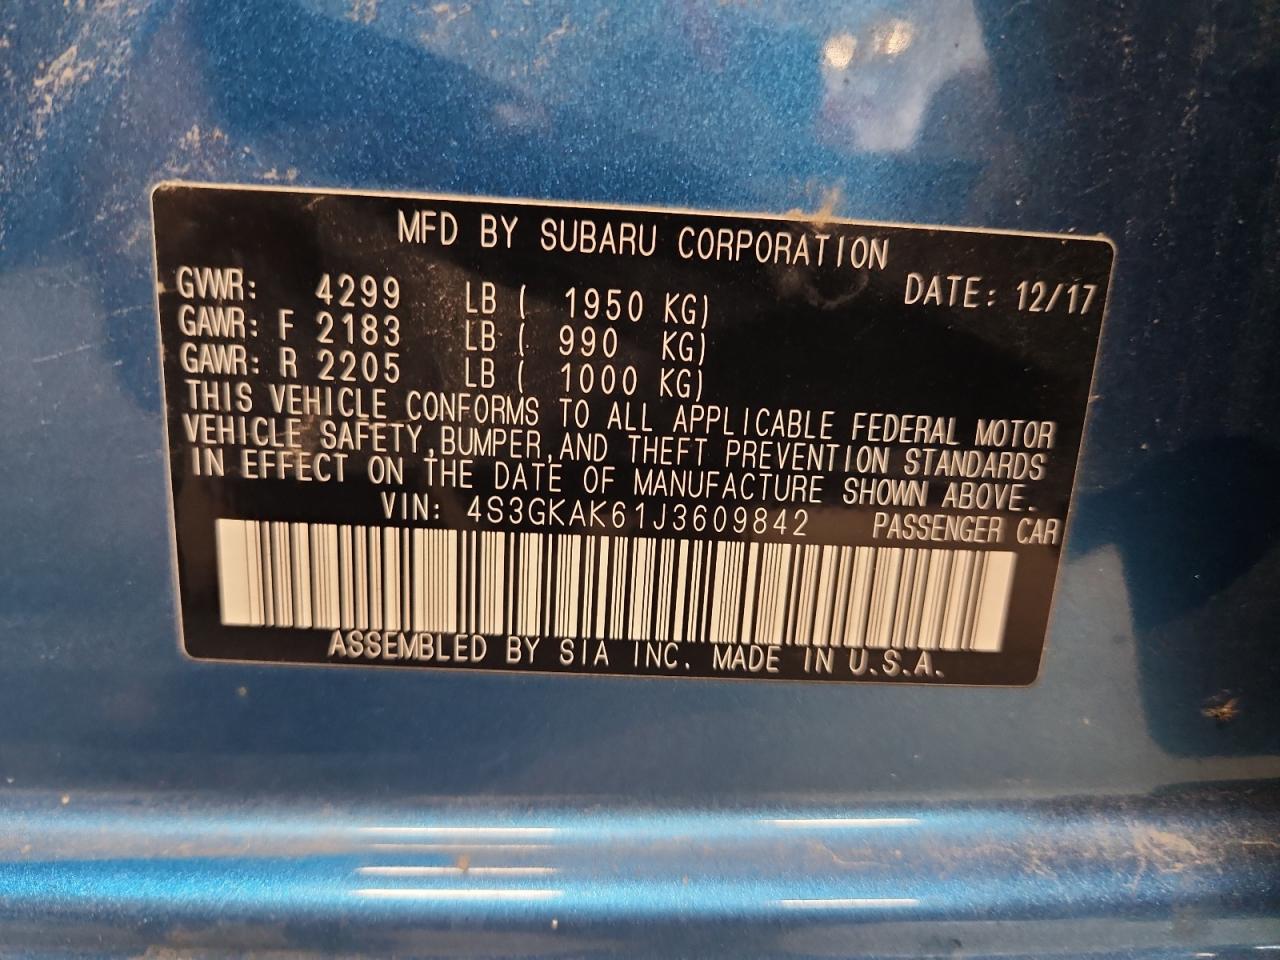 MFD BY SUBARU CORPORATION
GVWR: 4299 LB ( 1950 KG) DATE: 12/17
GAWR: F 2183 LB ( 990 KG)
GAWR: R 2205 LB ( 1000 KG)
THIS VEHICLE CONFORMS TO ALL APPLICABLE FEDERAL MOTOR
VEHICLE SAFETY,BUMPER,AND THEFT PREVENTION STANDARDS
IN EFFECT ON THE DATE OF MANUFACTURE SHOWN ABOVE.
VIN: 4S3GKAK61J3609842 PASSENGER CAR
ASSEMBLED BY SIA INC. MADE IN U.S.A.